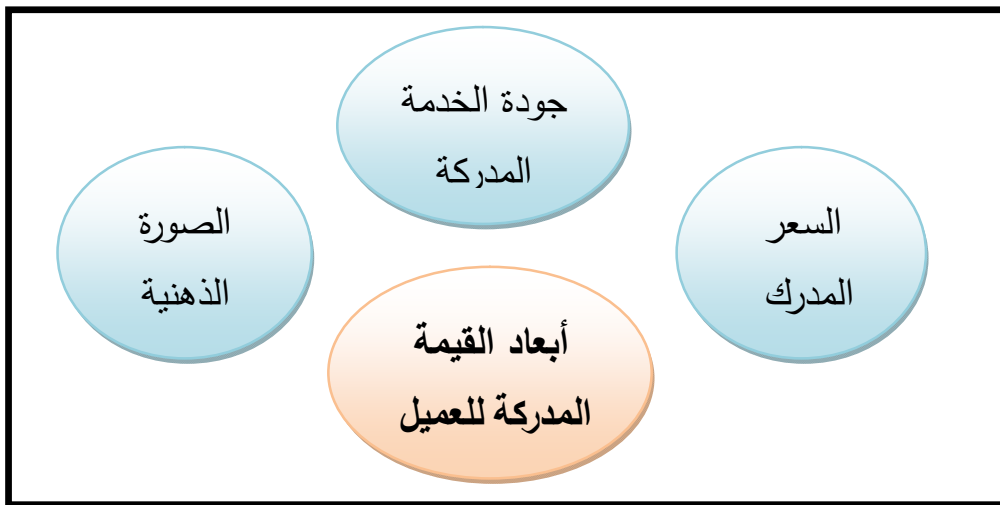 جودة الخدمة
المدركة
السعر
المدرك
الصورة
الذهنية
أبعاد القيمة
المدركة للعميل